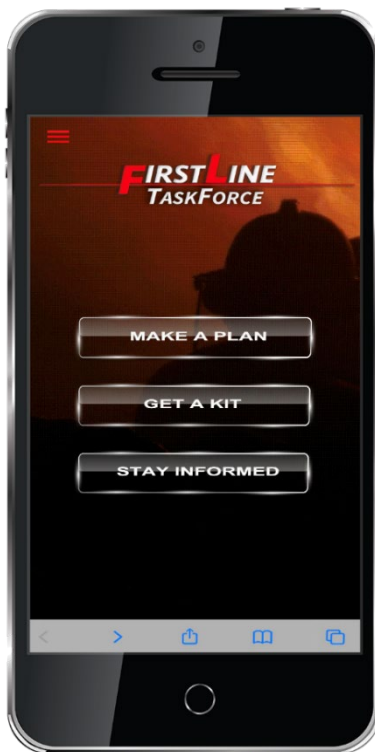 FIRSTLINE
TASKFORCE
MAKE A PLAN
GET A KIT
STAY INFORMED